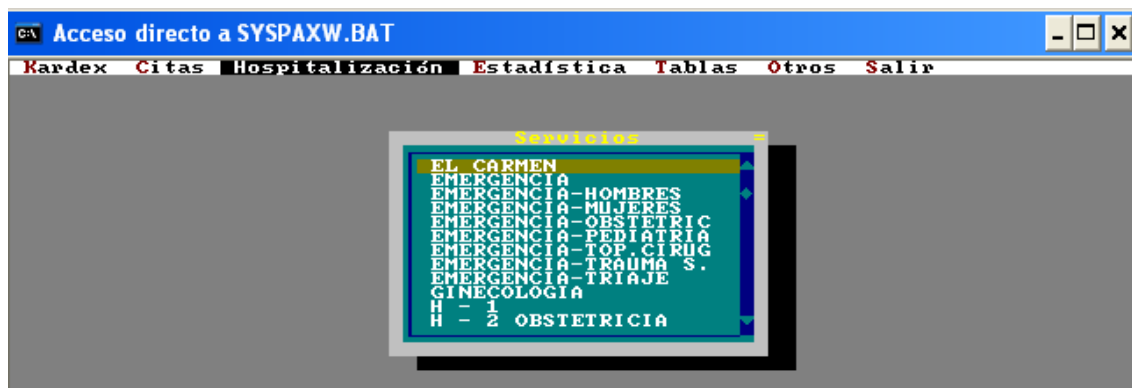 Acceso directo a SYSPAXW.BAT
Kardex Citas Hospitalización Estadística Tablas Otros Salir
Servicios
EL CARMEN
EMERGENCIA
EMERGENCIA-HOMBRES
EMERGENCIA-MUJERES
EMERGENCIA-OBSTETRIC
EMERGENCIA-PEDIATRIA
EMERGENCIA-TOP.CIRUG
EMERGENCIA-TRAUMA S.
EMERGENCIA-TRIAJE
GINECOLOGIA
H - 1
H - 2 OBSTETRICIA